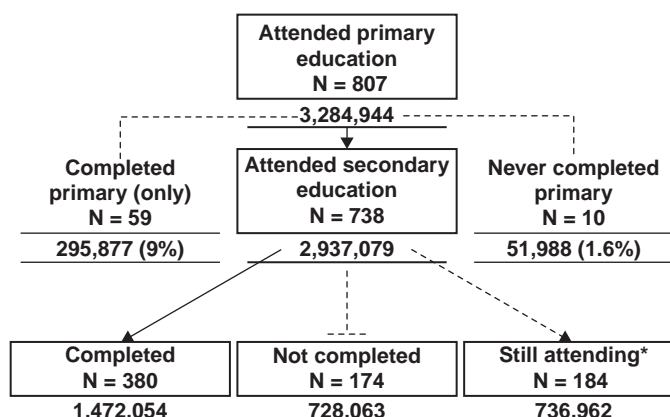 Attended primary
education
N = 807
3,284,944
Completed
primary (only)
N = 59
295,877 (9%)
Attended secondary
education
N = 738
2,937,079
Never completed
primary
N = 10
51,988 (1.6%)
Completed
N = 380
1,472,054
Not completed
N = 174
728,063
Still attending*
N = 184
736,962